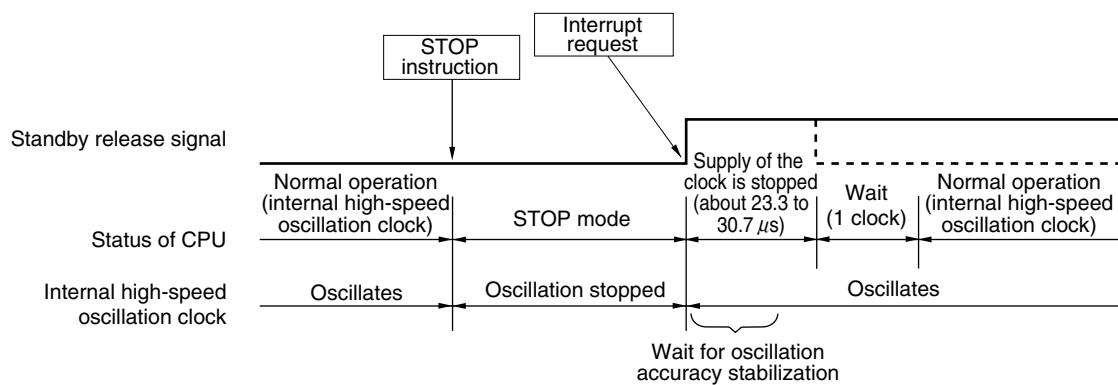 STOP
instruction
Interrupt
request
Standby release signal
Status of CPU
Normal operation
(internal high-speed
oscillation clock)
STOP mode
Supply of the
clock is stopped
(about 23.3 to
30.7 μs)
Wait
(1 clock)
Normal operation
(internal high-speed
oscillation clock)
Internal high-speed
oscillation clock
Oscillates
Oscillation stopped
Oscillates
Wait for oscillation
accuracy stabilization